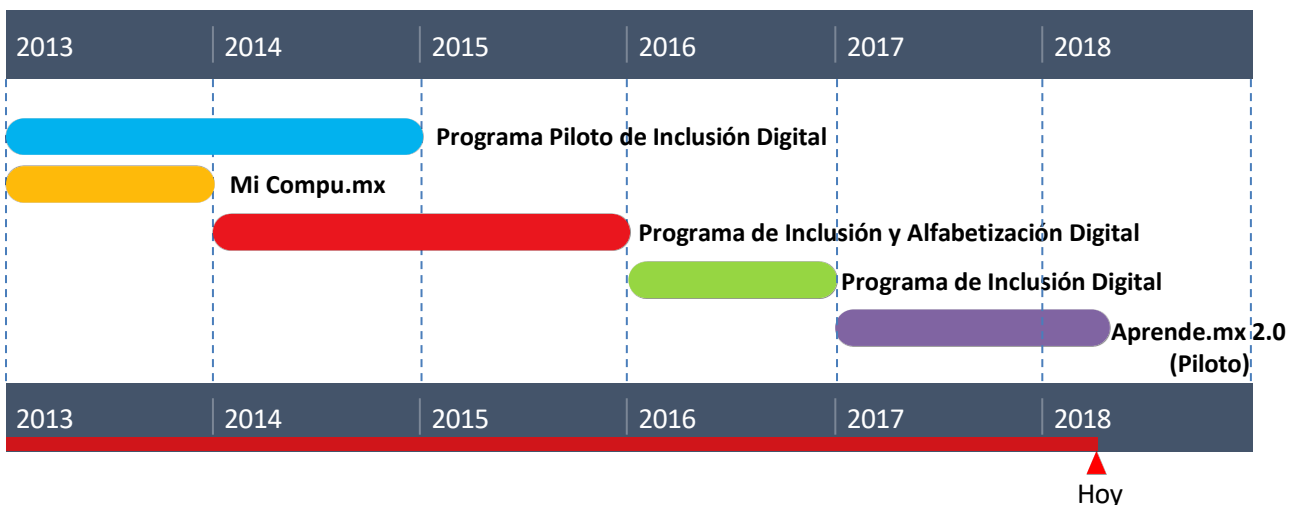 2013 2014 2015 2016 2017 2018
Programa Piloto de Inclusión Digital
Mi Compu.mx
Programa de Inclusión y Alfabetización Digital
Programa de Inclusión Digital
Aprende.mx 2.0
(Piloto)
2013 2014 2015 2016 2017 2018
Hoy